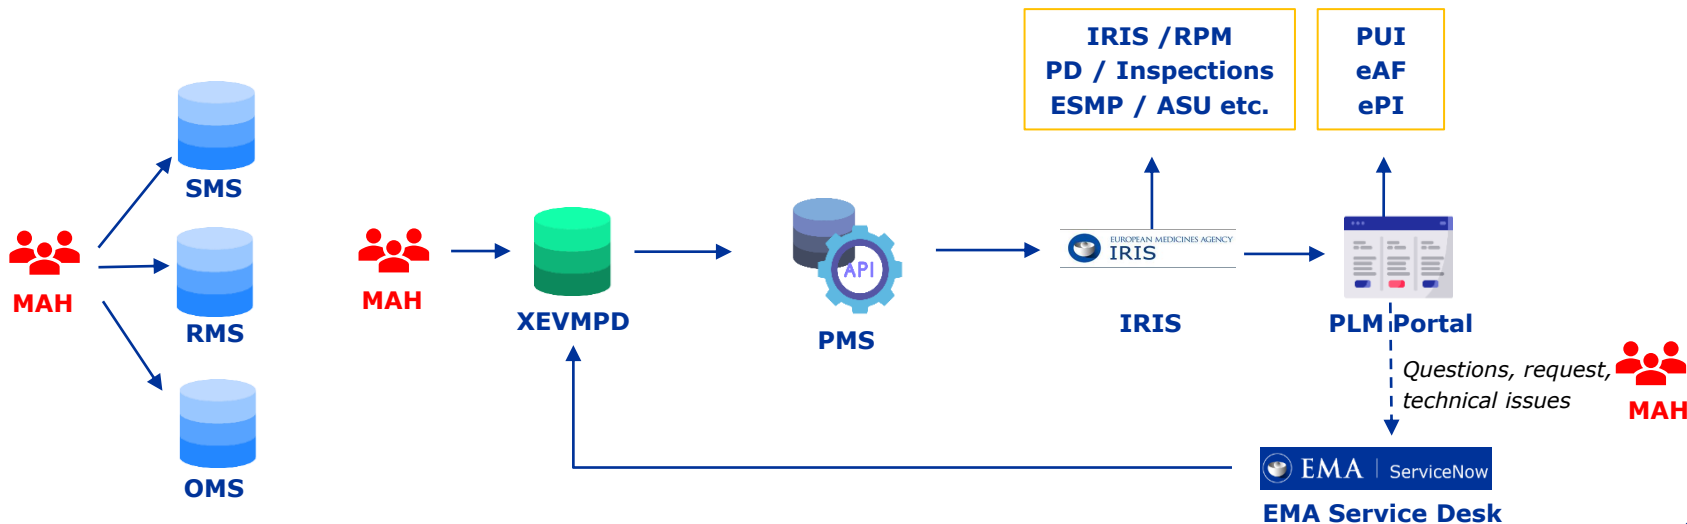 IRIS /RPM
PD / Inspections
ESMP / ASU etc.
PUI
eAF
ePI
SMS
MAH
RMS
OMS
MAH
XEVMPD
API
PMS
EUROPEAN MEDICINES AGENCY
IRIS
IRIS
PLM Portal
Questions, request,
technical issues
MAH
EMA | ServiceNow
EMA Service Desk